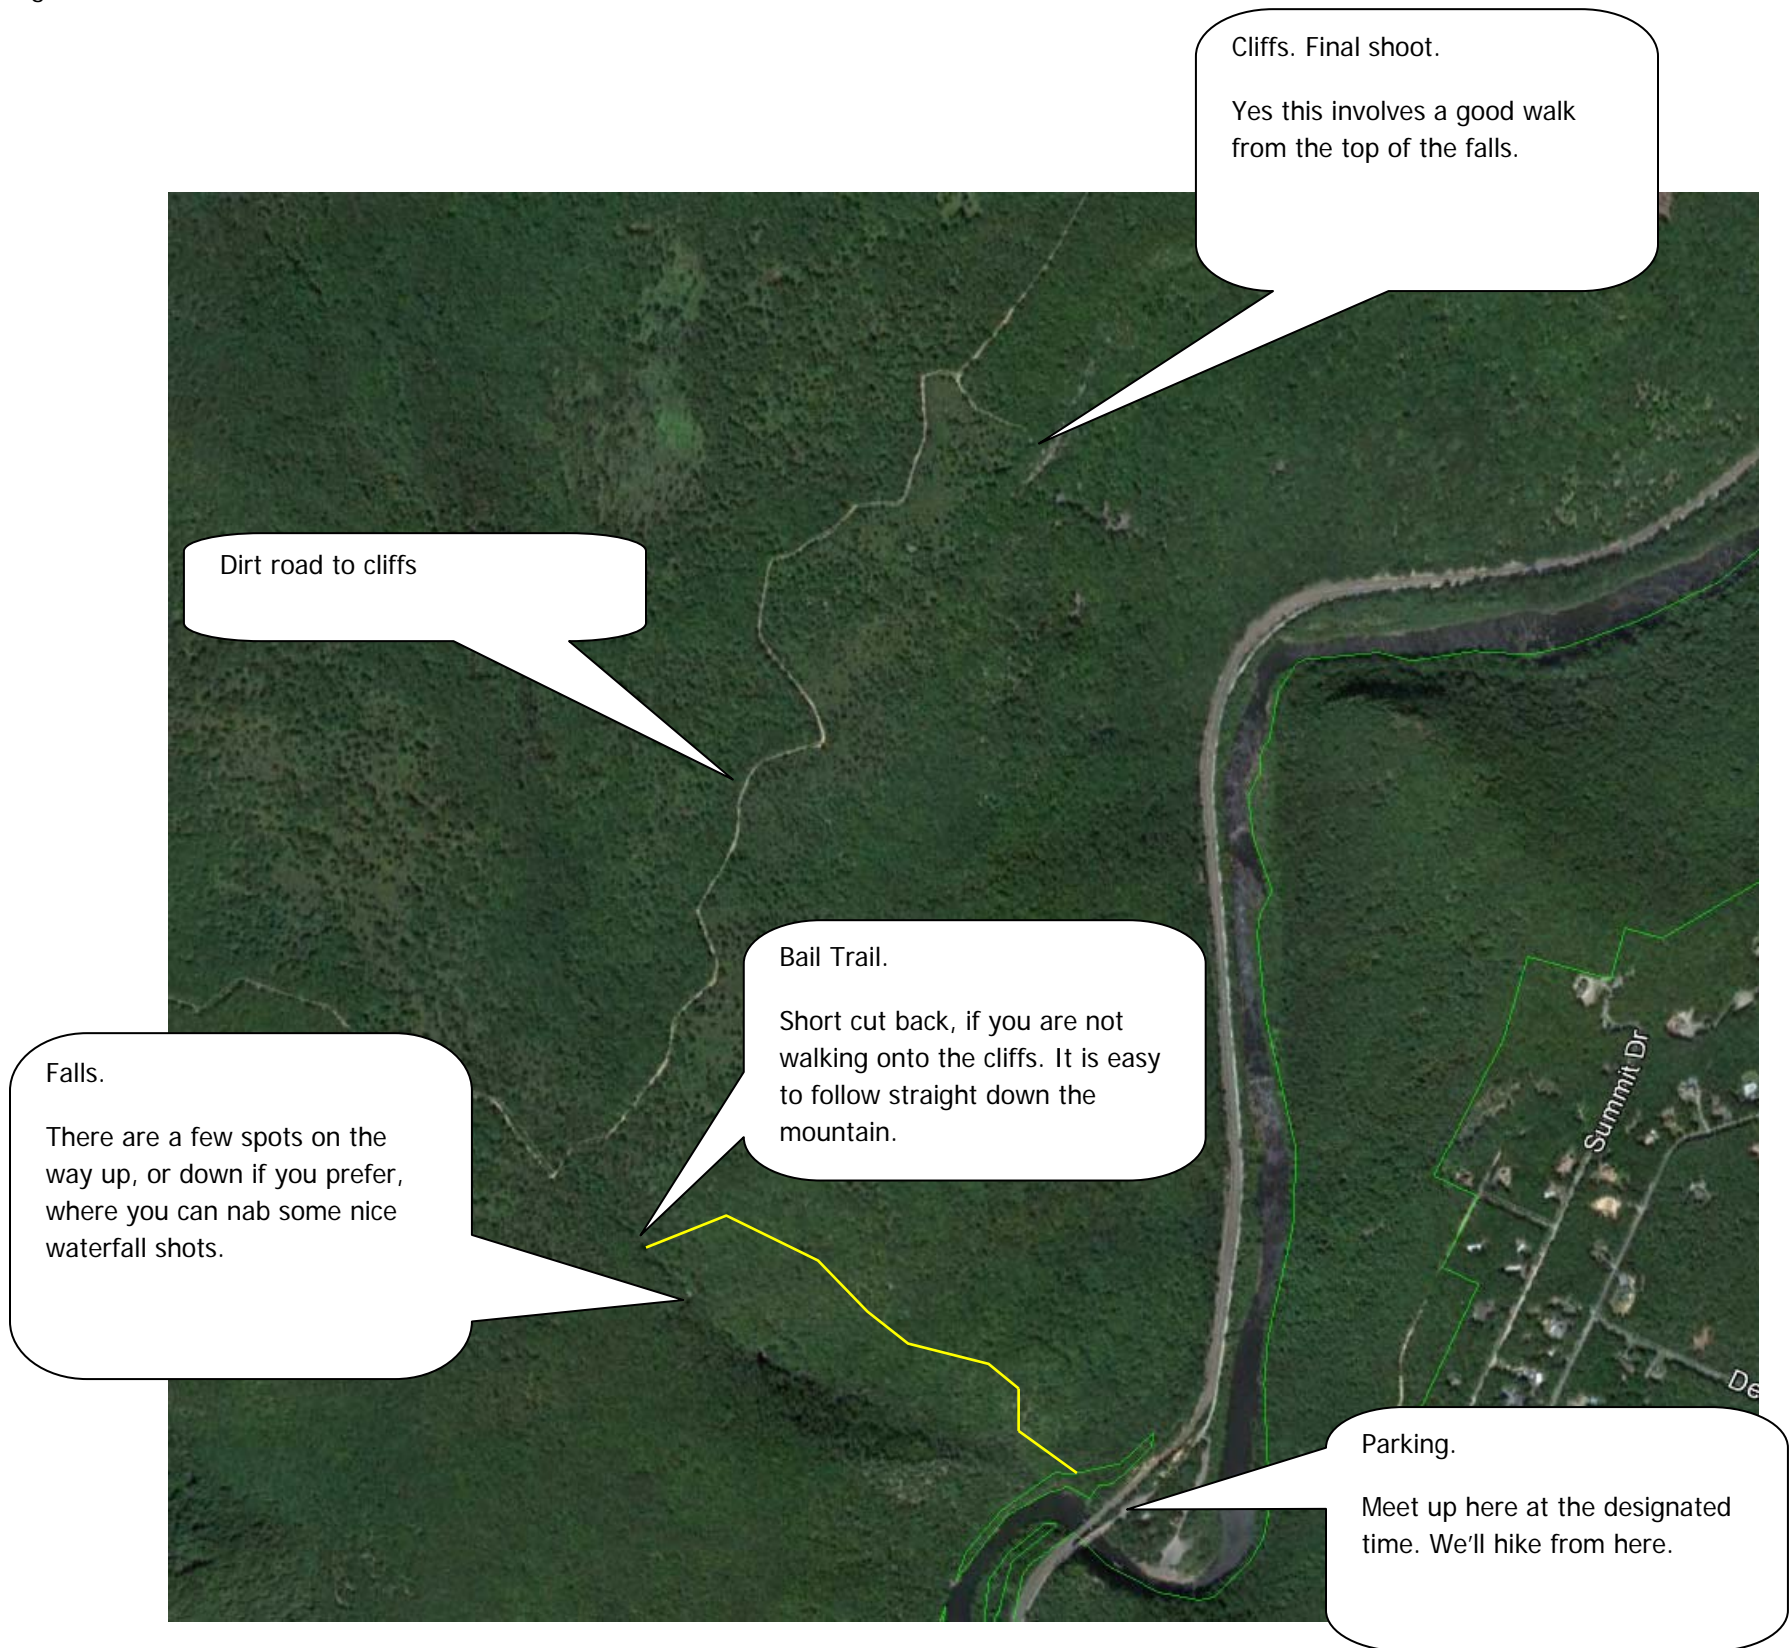 Cliffs. Final shoot.
Yes this involves a good walk
from the top of the falls.
Dirt road to cliffs
Bail Trail.
Short cut back, if you are not
walking onto the cliffs. It is easy
to follow straight down the
mountain.
Falls.
There are a few spots on the
way up, or down if you prefer,
where you can nab some nice
waterfall shots.
Summit Dr
De
Parking.
Meet up here at the designated
time. We'll hike from here.